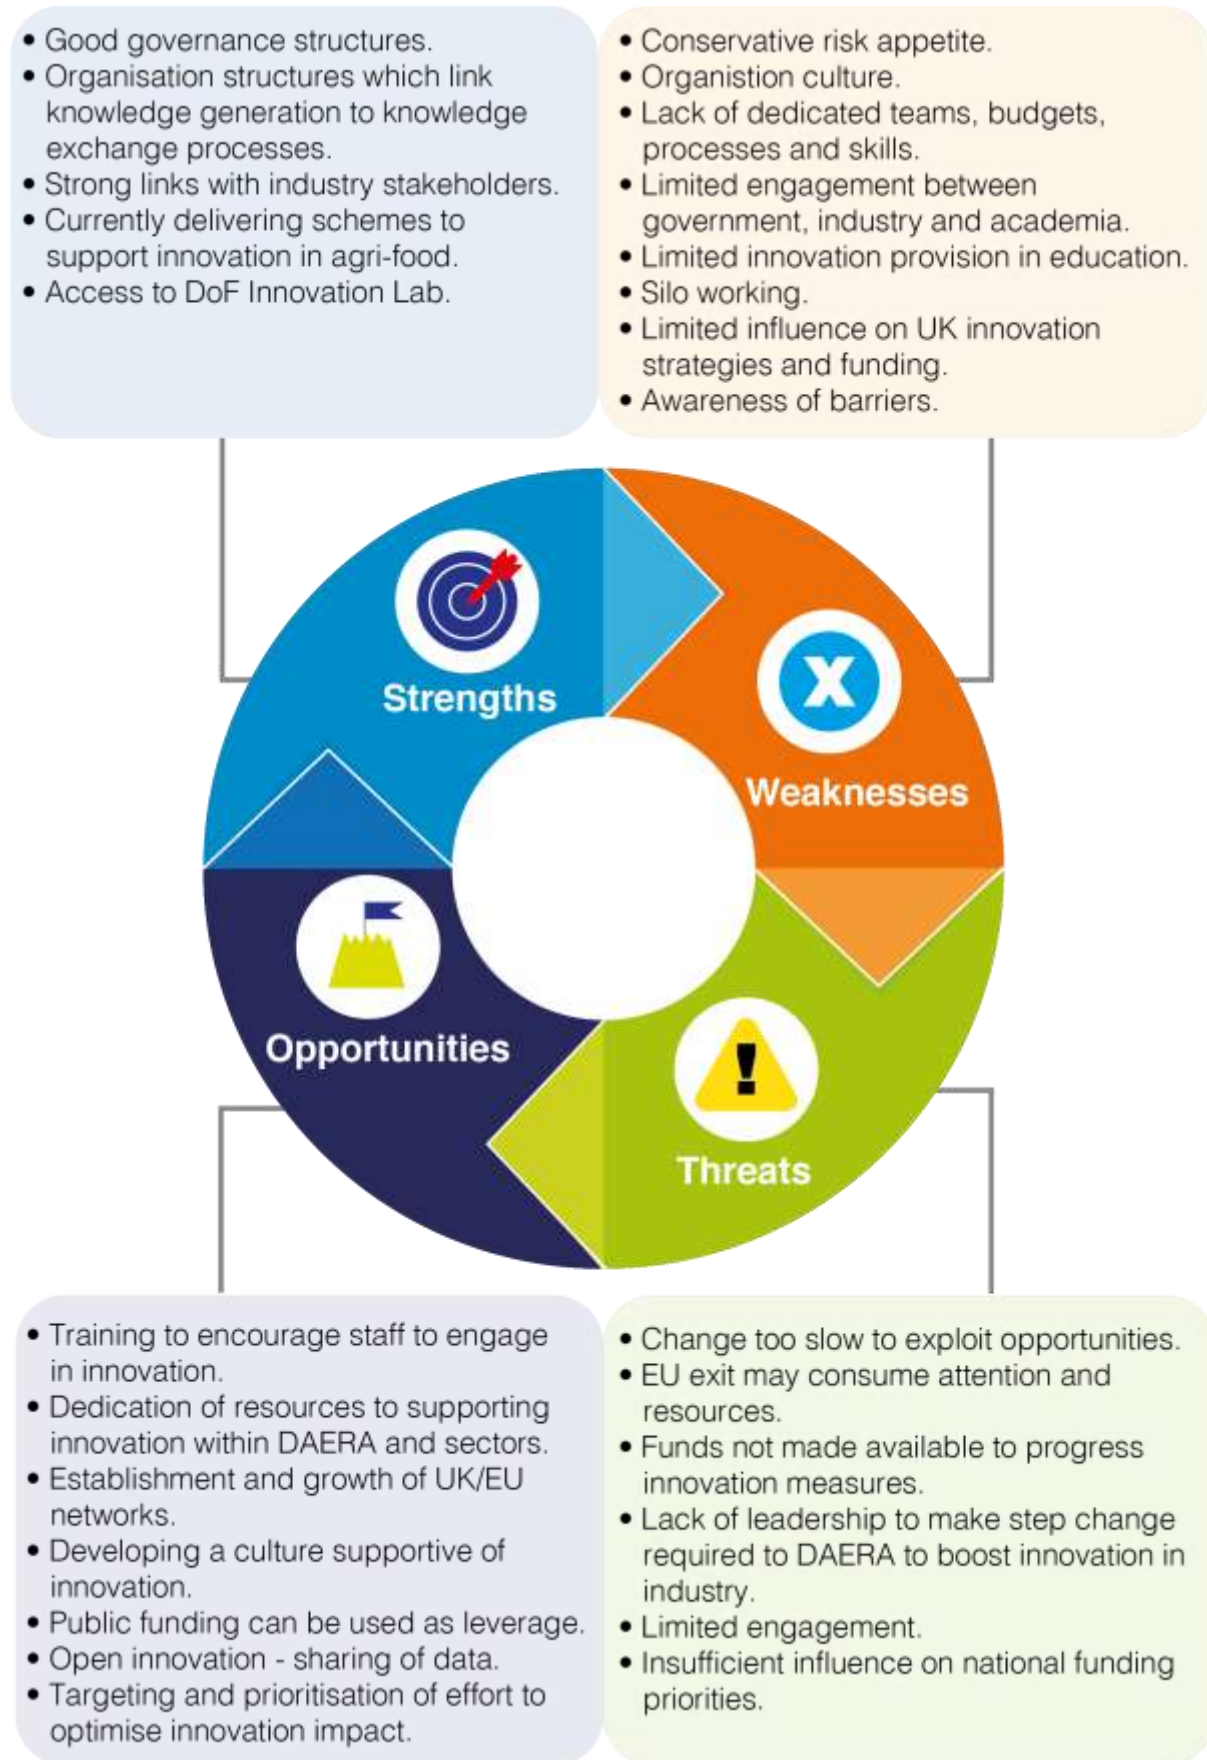 • Good governance structures.
• Organisation structures which link
knowledge generation to knowledge
exchange processes.
• Strong links with industry stakeholders.
• Currently delivering schemes to
support innovation in agri-food.
• Access to DoF Innovation Lab.
• Conservative risk appetite.
• Organistion culture.
• Lack of dedicated teams, budgets,
processes and skills.
• Limited engagement between
government, industry and academia.
• Limited innovation provision in education.
• Silo working.
• Limited influence on UK innovation
strategies and funding.
• Awareness of barriers.
Strengths
X
Weaknesses
Opportunities
!
Threats
• Training to encourage staff to engage
in innovation.
• Dedication of resources to supporting
innovation within DAERA and sectors.
• Establishment and growth of UK/EU
networks.
• Developing a culture supportive of
innovation.
• Public funding can be used as leverage.
• Open innovation - sharing of data.
• Targeting and prioritisation of effort to
optimise innovation impact.
• Change too slow to exploit opportunities.
• EU exit may consume attention and
resources.
• Funds not made available to progress
innovation measures.
• Lack of leadership to make step change
required to DAERA to boost innovation in
industry.
• Limited engagement.
• Insufficient influence on national funding
priorities.